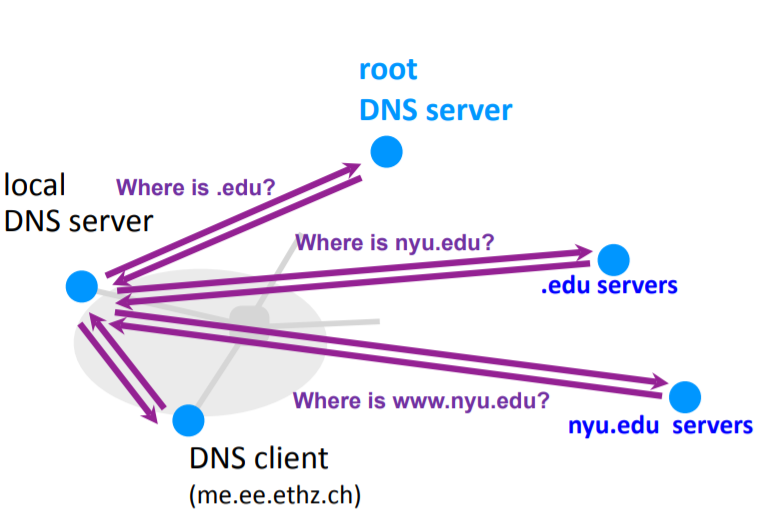 root
DNS server
local
DNS server
Where is .edu?
Where is nyu.edu?
.edu servers
Where is www.nyu.edu?
nyu.edu servers
DNS client
(me.ee.ethz.ch)